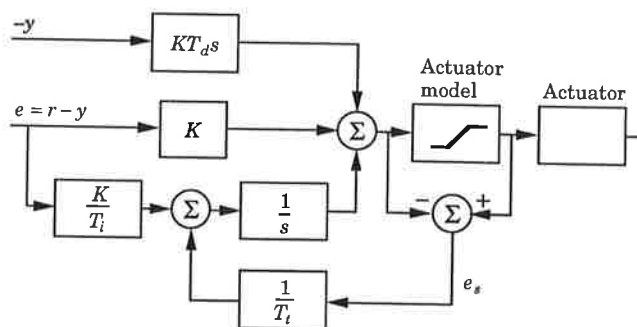 -y
KT_d s
Actuator model
Actuator
e = r - y
K
Σ
K/T_i
Σ
1/s
− Σ +
1/T_t
e_s